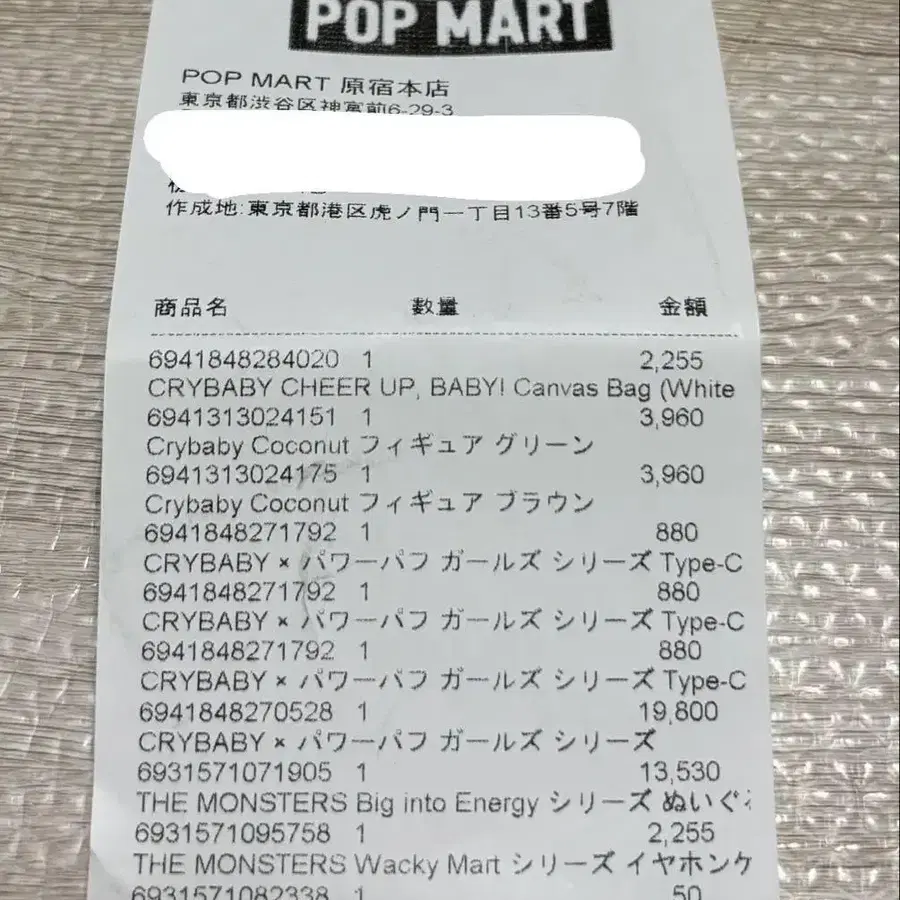 POP MART
POP MART 原宿本店
東京都渋谷区神宮前6-29-3
作成地:東京都港区虎ノ門一丁目13番5号7階
商品名 数量 金額
6941848284020 1 2,255
CRYBABY CHEER UP, BABY! Canvas Bag (White
6941313024151 1 3,960
Crybaby Coconut フィギュア グリーン
6941313024175 1 3,960
Crybaby Coconut フィギュア ブラウン
6941848271792 1 880
CRYBABY × パワーパフ ガールズ シリーズ Type-C
6941848271792 1 880
CRYBABY × パワーパフ ガールズ シリーズ Type-C
6941848271792 1 880
CRYBABY × パワーパフ ガールズ シリーズ Type-C
6941848270528 1 19,800
CRYBABY × パワーパフ ガールズ シリーズ
6931571071905 1 13,530
THE MONSTERS Big into Energy シリーズ ぬいぐ
6931571095758 1 2,255
THE MONSTERS Wacky Mart シリーズ イヤホンケ
6931571082338 1 50